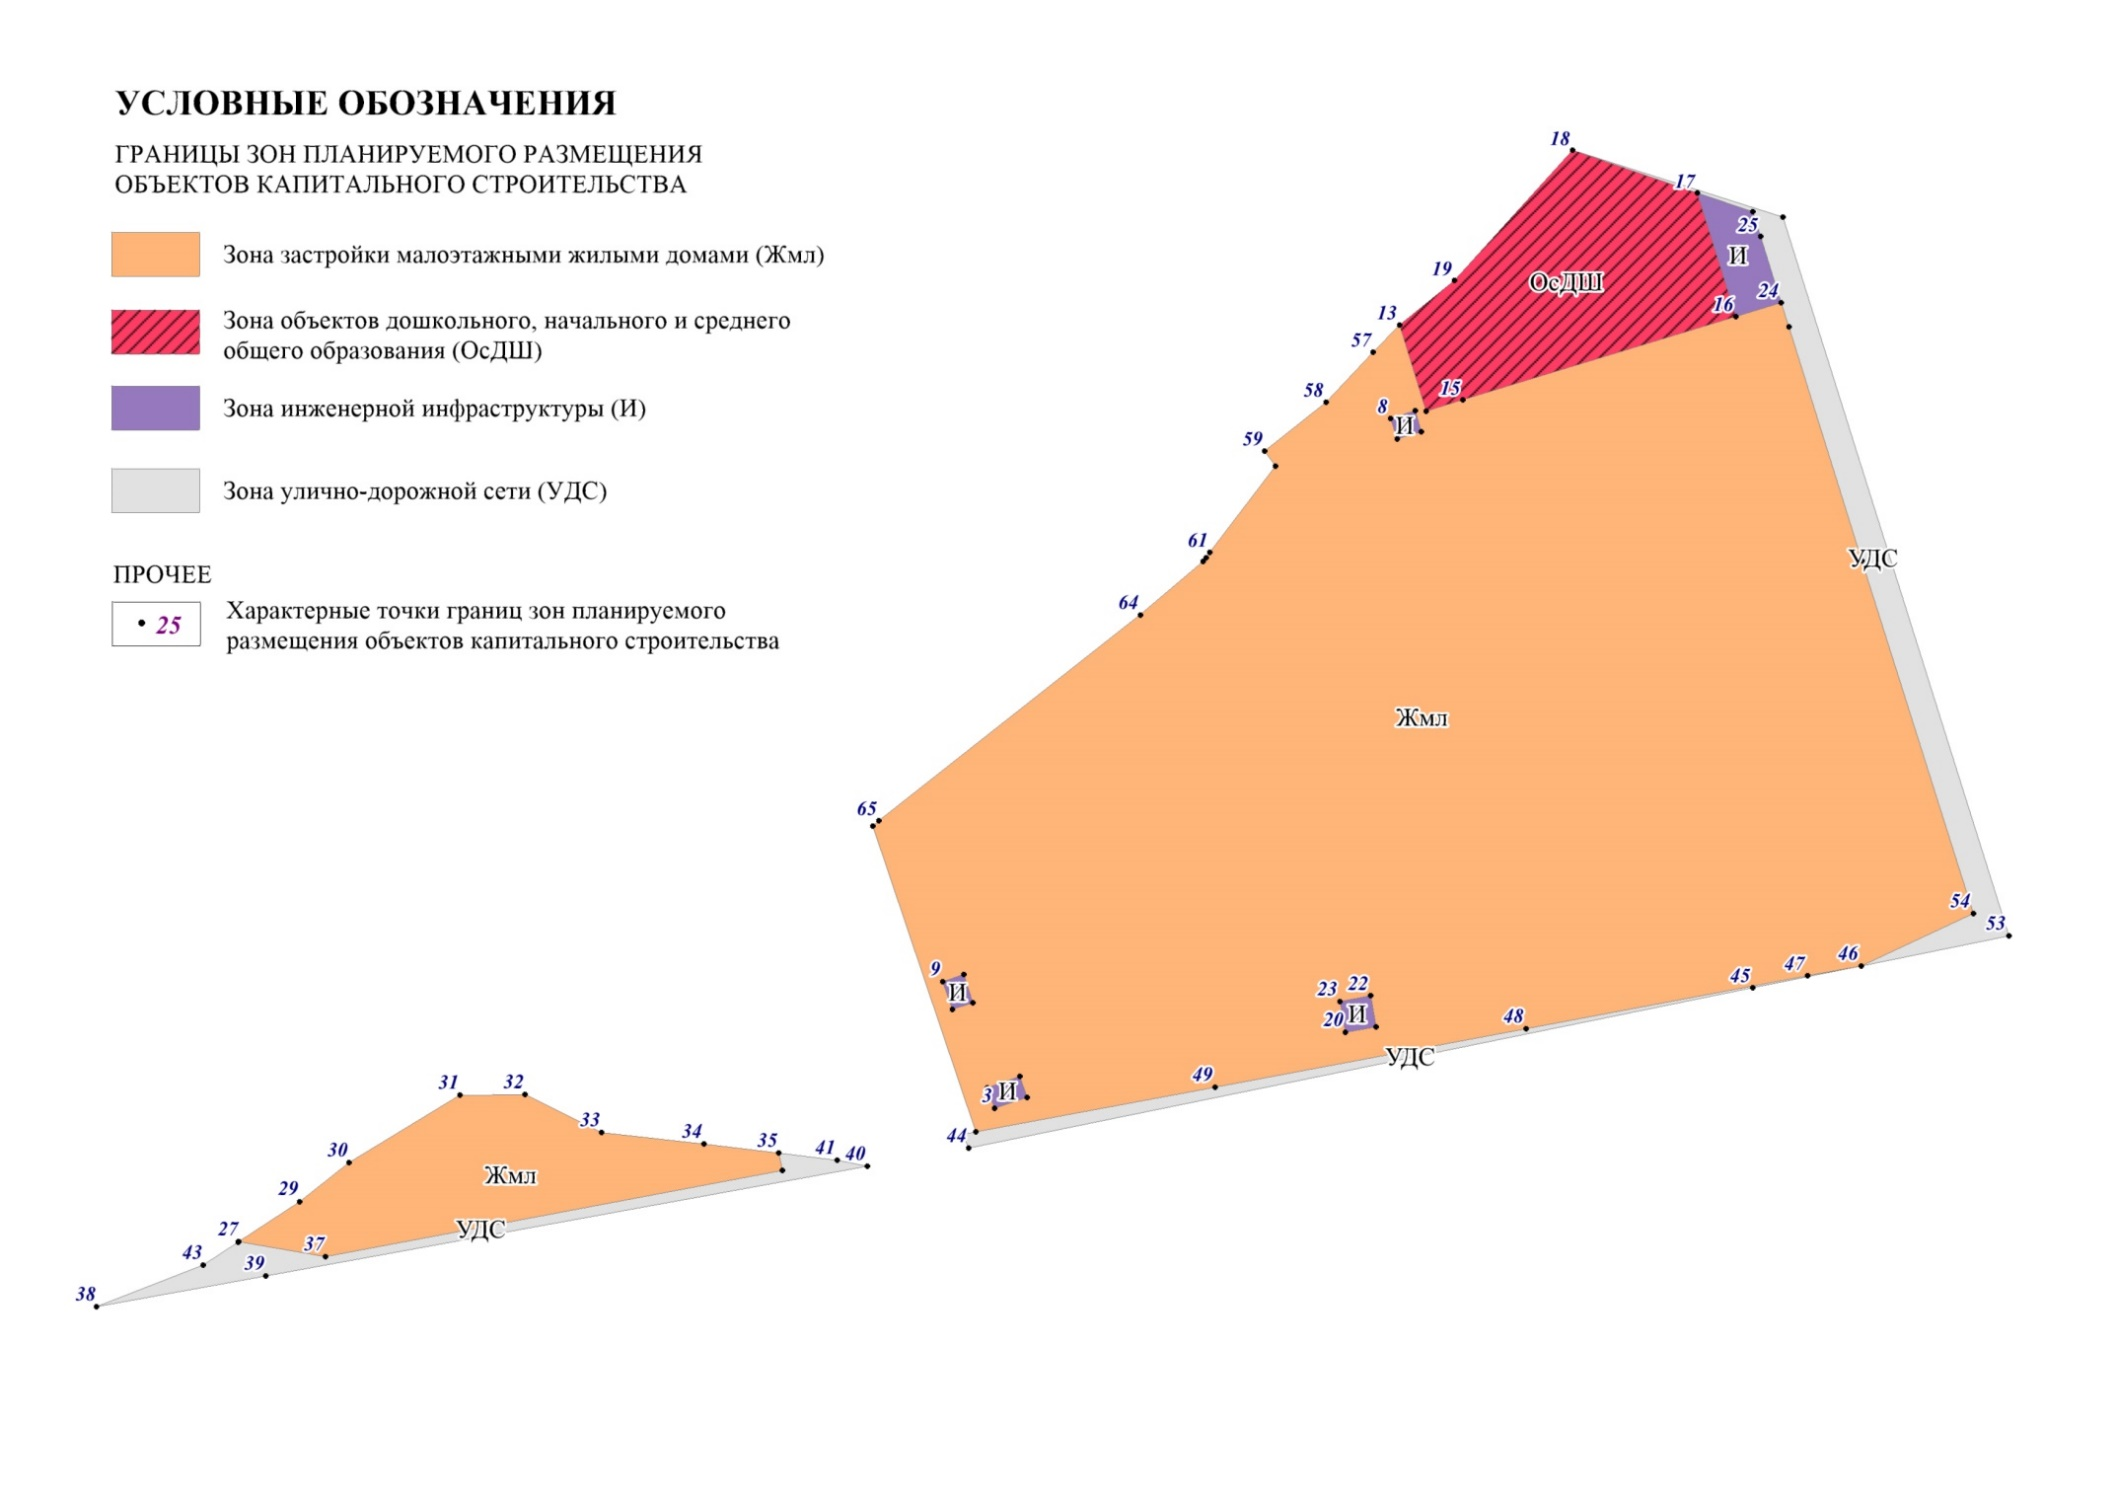 УСЛОВНЫЕ ОБОЗНАЧЕНИЯ
ГРАНИЦЫ ЗОН ПЛАНИРУЕМОГО РАЗМЕЩЕНИЯ
ОБЪЕКТОВ КАПИТАЛЬНОГО СТРОИТЕЛЬСТВА
Зона застройки малоэтажными жилыми домами (Жмл)
Зона объектов дошкольного, начального и среднего
общего образования (ОсДШ)
Зона инженерной инфраструктуры (И)
Зона улично-дорожной сети (УДС)
ПРОЧЕЕ
25
Характерные точки границ зон планируемого
размещения объектов капитального строительства
18
17
25
И
19
ОсДШ
24
16
13
57
58
15
8
И
59
61
УДС
64
Жмл
65
54
53
46
47
45
9
И
23
22
20
И
48
УДС
49
3
И
44
31
32
33
34
35
41
40
30
Жмл
29
27
УДС
37
43
39
38